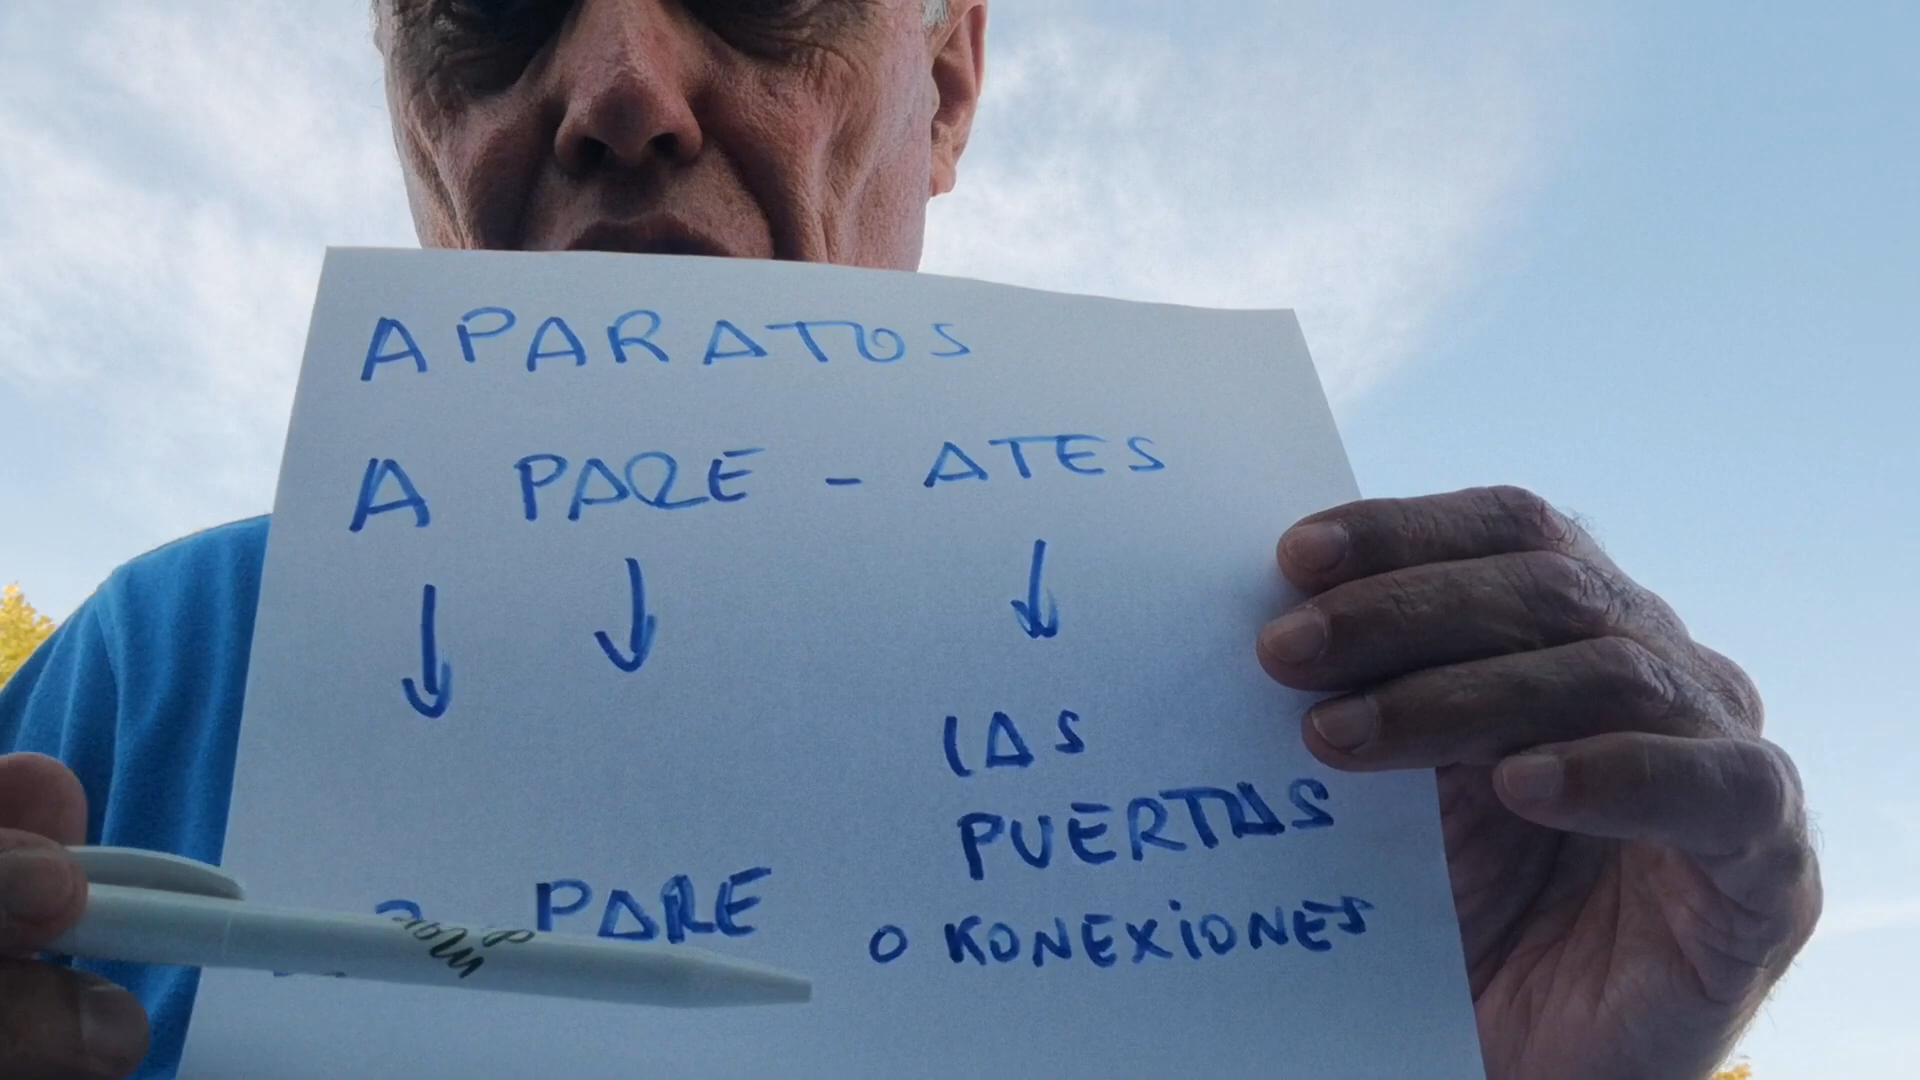 APARATOS
A PARE - ATES
LAS
PUERTAS
PARE O KONEXIONES